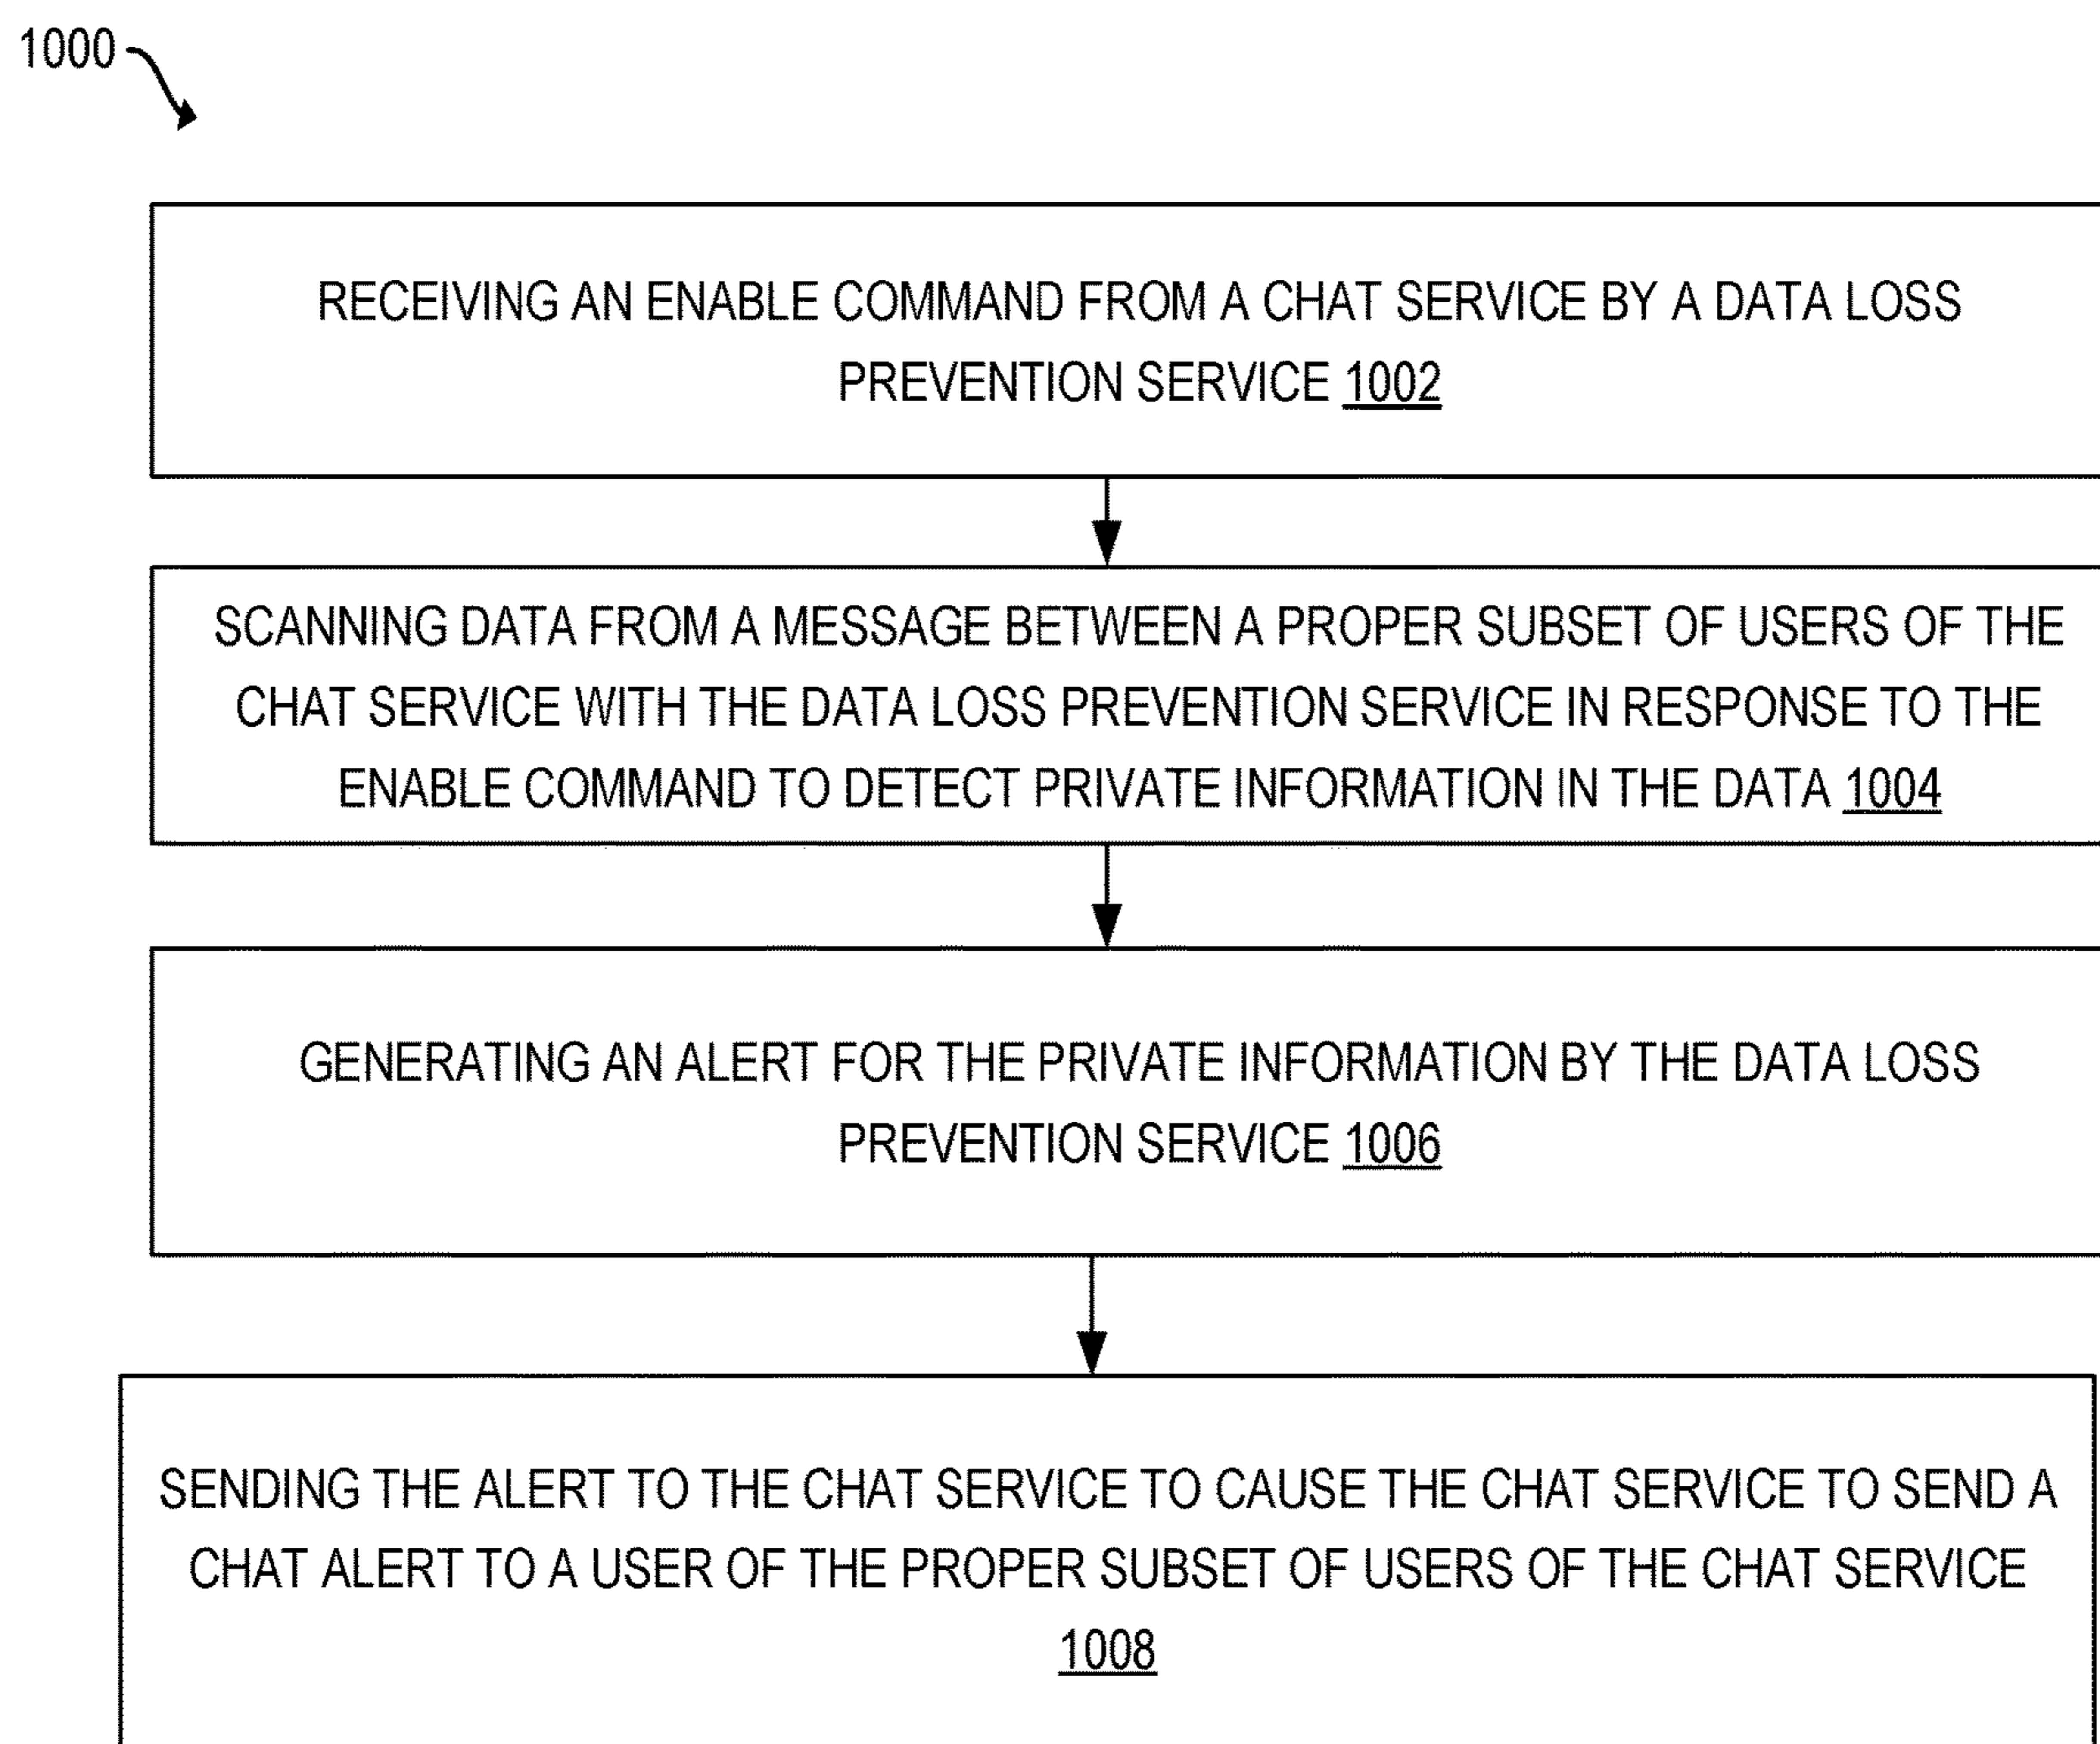 1000
RECEIVING AN ENABLE COMMAND FROM A CHAT SERVICE BY A DATA LOSS
PREVENTION SERVICE 1002
SCANNING DATA FROM A MESSAGE BETWEEN A PROPER SUBSET OF USERS OF THE
CHAT SERVICE WITH THE DATA LOSS PREVENTION SERVICE IN RESPONSE TO THE
ENABLE COMMAND TO DETECT PRIVATE INFORMATION IN THE DATA 1004
GENERATING AN ALERT FOR THE PRIVATE INFORMATION BY THE DATA LOSS
PREVENTION SERVICE 1006
SENDING THE ALERT TO THE CHAT SERVICE TO CAUSE THE CHAT SERVICE TO SEND A
CHAT ALERT TO A USER OF THE PROPER SUBSET OF USERS OF THE CHAT SERVICE
1008